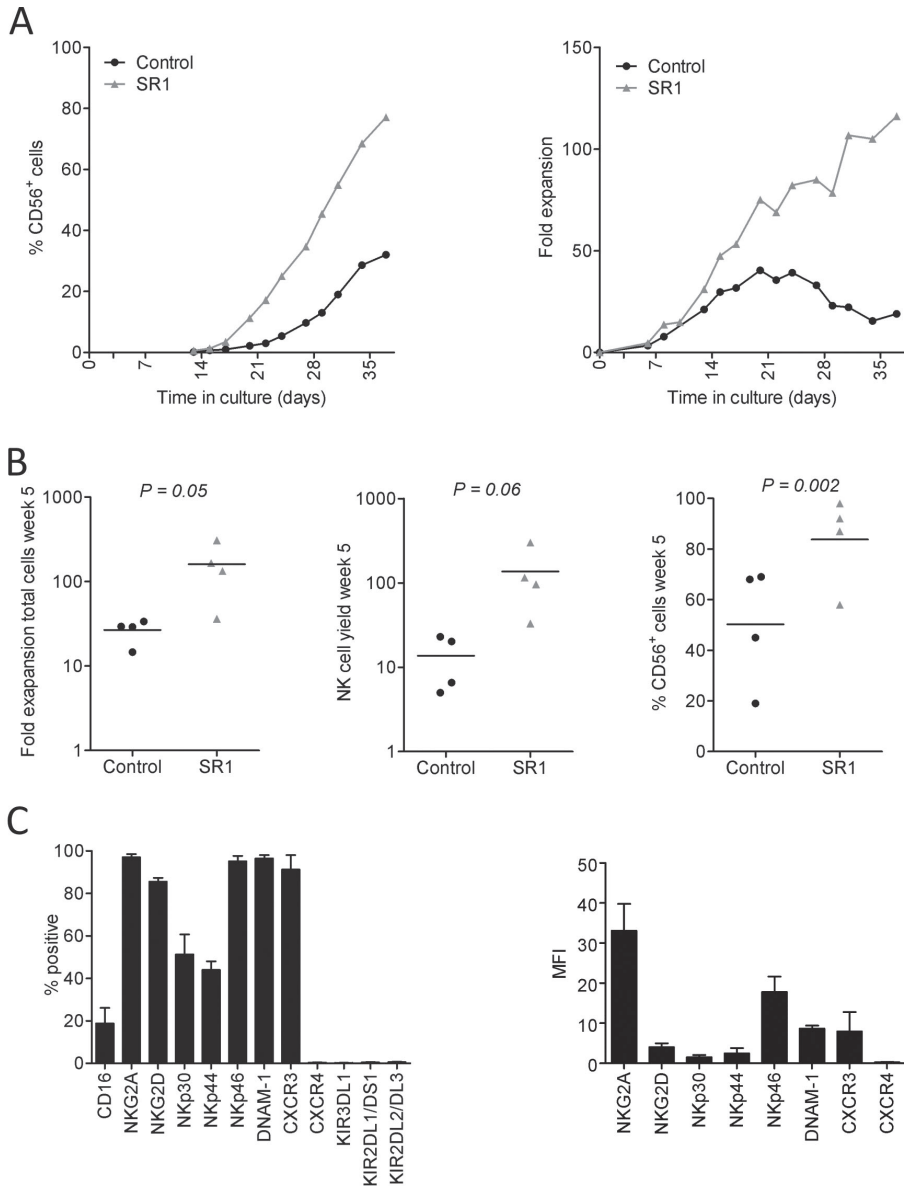 A
100
80
60
40
20
0
% CD56+ cells
Control
SR1
0
7
14
21
28
35
Time in culture (days)
150
100
50
0
Fold expansion
Control
SR1
0
7
14
21
28
35
Time in culture (days)
B
P = 0.05
1000
100
10
1
Fold exapansion total cells week 5
Control
SR1
P = 0.06
1000
100
10
1
NK cell yield week 5
Control
SR1
P = 0.002
100
80
60
40
20
0
% CD56+ cells week 5
Control
SR1
C
100
80
60
40
20
0
% positive
CD16
NKG2A
NKG2D
NKp30
NKp44
NKp46
DNAM-1
CXCR3
CXCR4
KIR3DL1
KIR2DL1/DS1
KIR2DL2/DL3
50
40
30
20
10
0
MFI
NKG2A
NKG2D
NKp30
NKp44
NKp46
DNAM-1
CXCR3
CXCR4